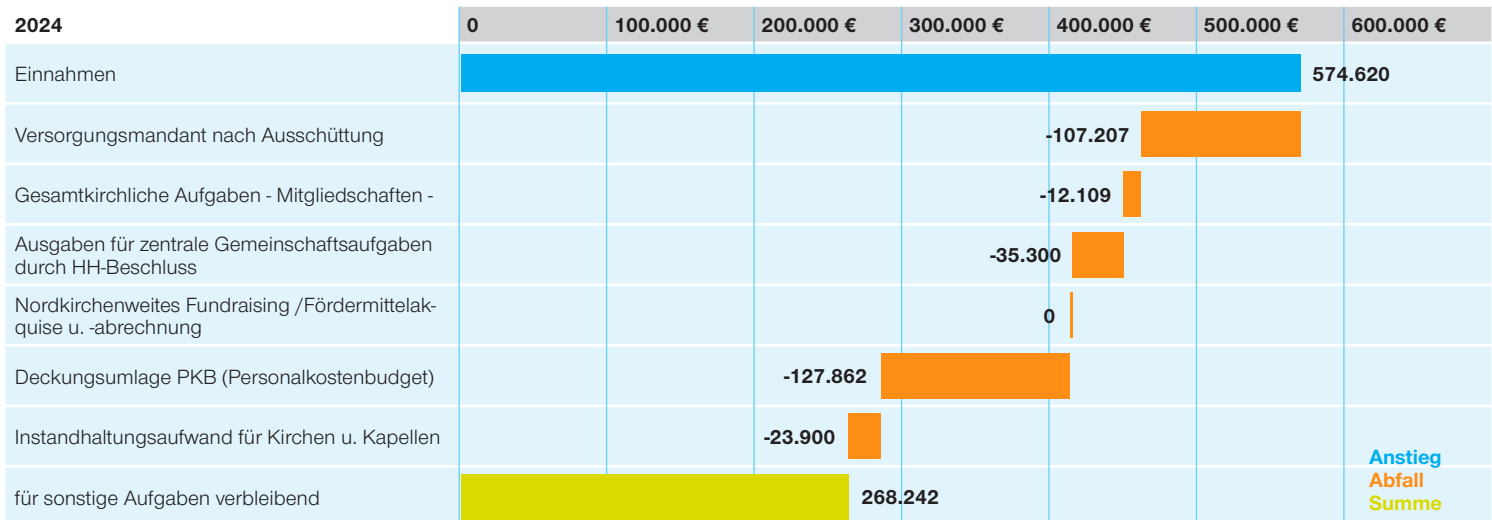 2024 0 100.000 € 200.000 € 300.000 € 400.000 € 500.000 € 600.000 €
Einnahmen 574.620
Versorgungsmandant nach Ausschüttung -107.207
Gesamtkirchliche Aufgaben - Mitgliedschaften - -12.109
Ausgaben für zentrale Gemeinschaftsaufgaben
durch HH-Beschluss
-35.300
Nordkirchenweites Fundraising /Fördermittelak-
quise u. -abrechnung
0
Deckungsumlage PKB (Personalkostenbudget) -127.862
Instandhaltungsaufwand für Kirchen u. Kapellen -23.900
für sonstige Aufgaben verbleibend 268.242
Anstieg
Abfall
Summe